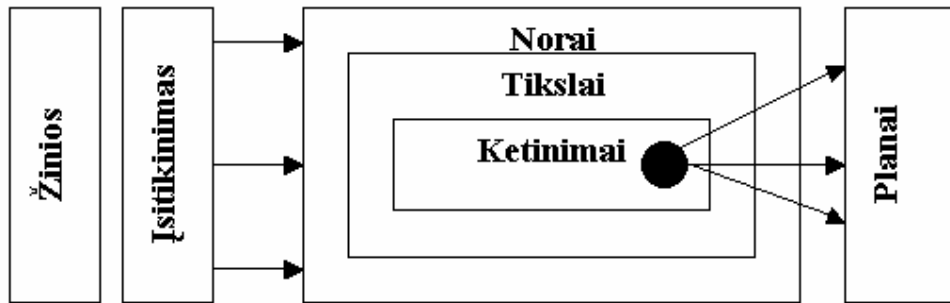 Žinios
Įsitikinimas
Norai
Tikslai
Ketinimai
Planai